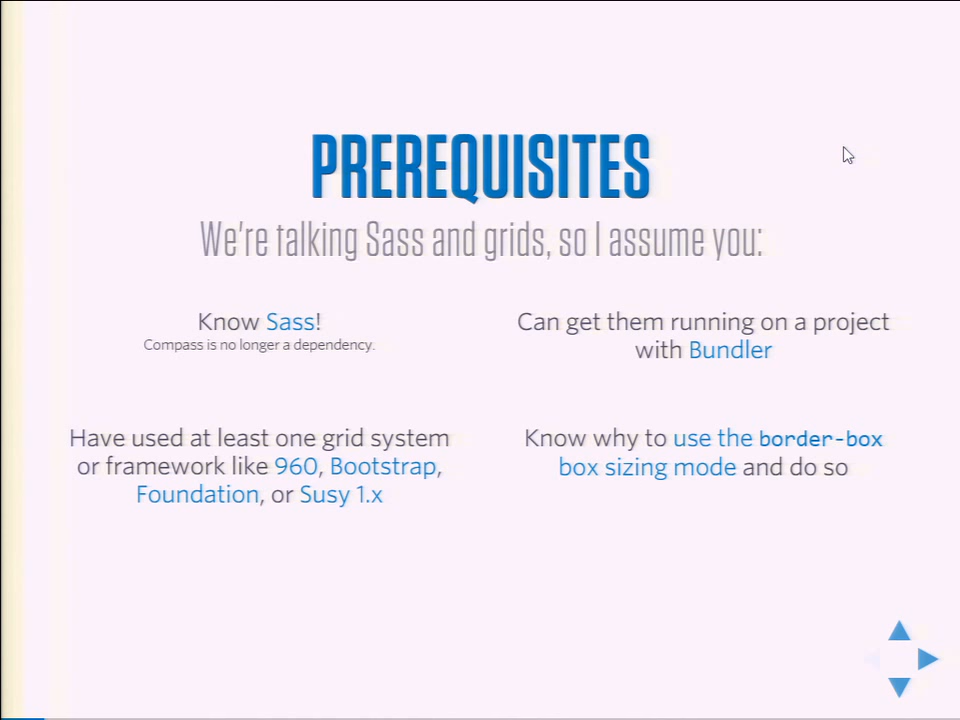 PREREQUISITES
We're talking Sass and grids, so I assume you:
Know Sass!
Compass is no longer a dependency.
Can get them running on a project
with Bundler
Have used at least one grid system
or framework like 960, Bootstrap,
Foundation, or Susy 1.x
Know why to use the border-box
box sizing mode and do so